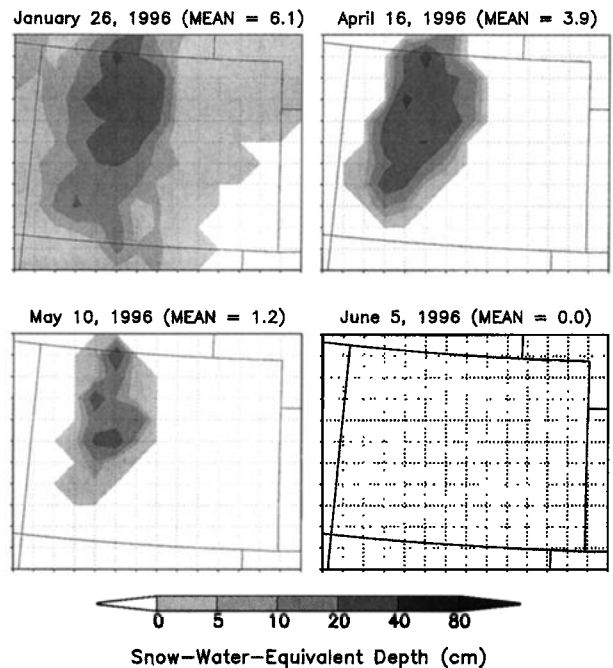 January 26, 1996 (MEAN = 6.1)
April 16, 1996 (MEAN = 3.9)
May 10, 1996 (MEAN = 1.2)
June 5, 1996 (MEAN = 0.0)
0 5 10 20 40 80
Snow-Water-Equivalent Depth (cm)